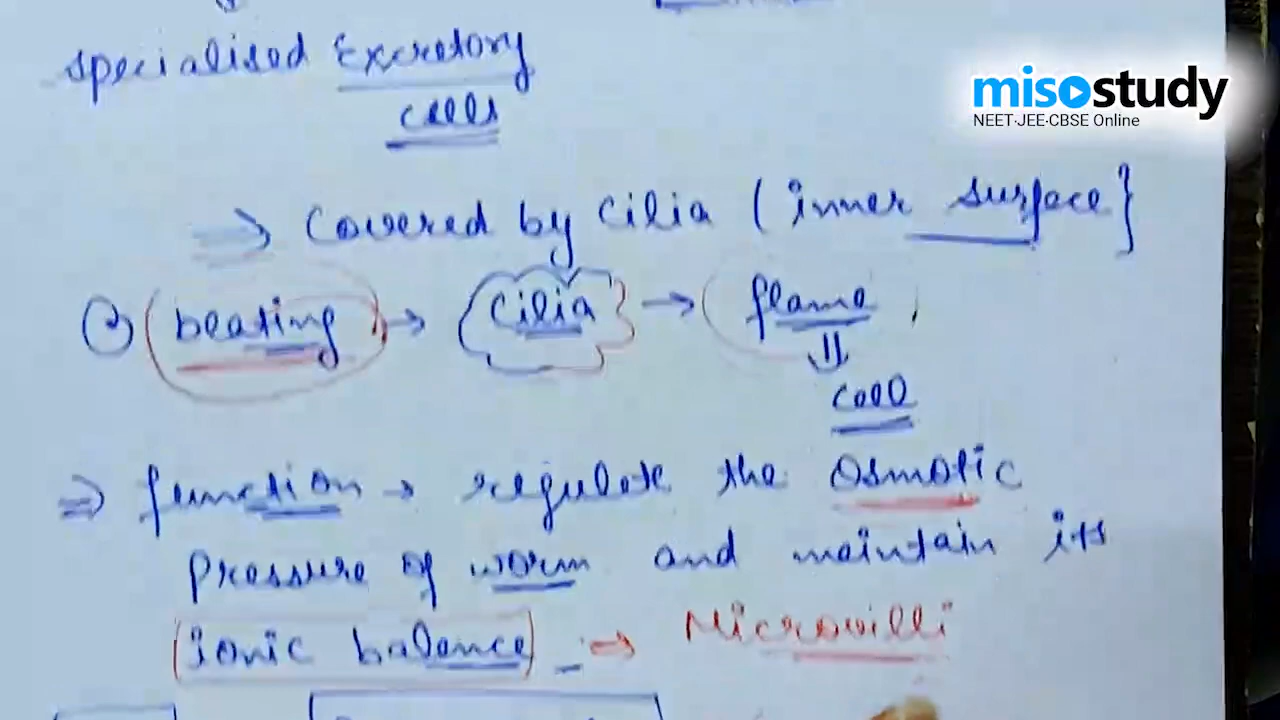 specialised Excretory
cells
misostudy
NEET-JEE-CBSE Online
⇒ Covered by Cilia (inner surface}
beating → Cilia → flame
⇓
cell
⇒ function → regulate the Osmotic
pressure of worm and maintain its
(ionic balance) → Microvilli